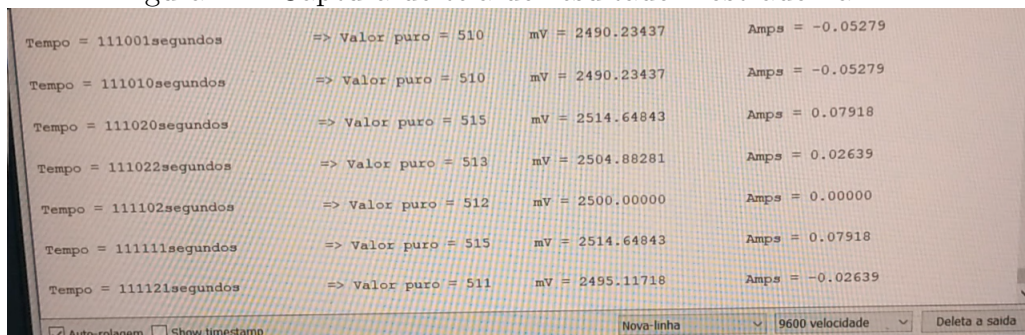 Tempo = 111001segundos => Valor puro = 510 mV = 2490.23437 Amps = -0.05279
Tempo = 111010segundos => Valor puro = 510 mV = 2490.23437 Amps = -0.05279
Tempo = 111020segundos => Valor puro = 515 mV = 2514.64843 Amps = 0.07918
Tempo = 111022segundos => Valor puro = 513 mV = 2504.88281 Amps = 0.02639
Tempo = 111102segundos => Valor puro = 512 mV = 2500.00000 Amps = 0.00000
Tempo = 111111segundos => Valor puro = 515 mV = 2514.64843 Amps = 0.07918
Tempo = 111121segundos => Valor puro = 511 mV = 2495.11718 Amps = -0.02639
Auto-rolagem Show timestamp Nova-linha 9600 velocidade Deleta a saida